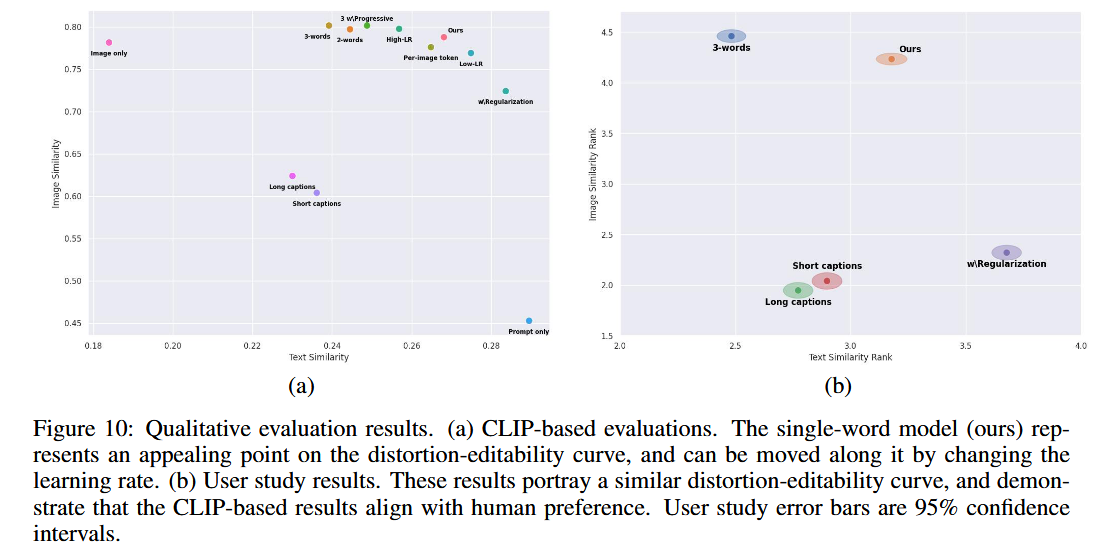 0.80
0.75
0.70
0.65
0.60
0.55
0.50
0.45
Image Similarity
Image only
3-words
2-words
3 w\Progressive
High-LR
Ours
Per-image token
Low-LR
w\Regularization
Long captions
Short captions
Prompt only
0.18 0.20 0.22 0.24 0.26 0.28
Text Similarity
(a)
4.5
4.0
3.5
3.0
2.5
2.0
1.5
Image Similarity Rank
3-words
Ours
w\Regularization
Short captions
Long captions
2.0 2.5 3.0 3.5 4.0
Text Similarity Rank
(b)
Figure 10: Qualitative evaluation results. (a) CLIP-based evaluations. The single-word model (ours) rep-
resents an appealing point on the distortion-editability curve, and can be moved along it by changing the
learning rate. (b) User study results. These results portray a similar distortion-editability curve, and demon-
strate that the CLIP-based results align with human preference. User study error bars are 95% confidence
intervals.